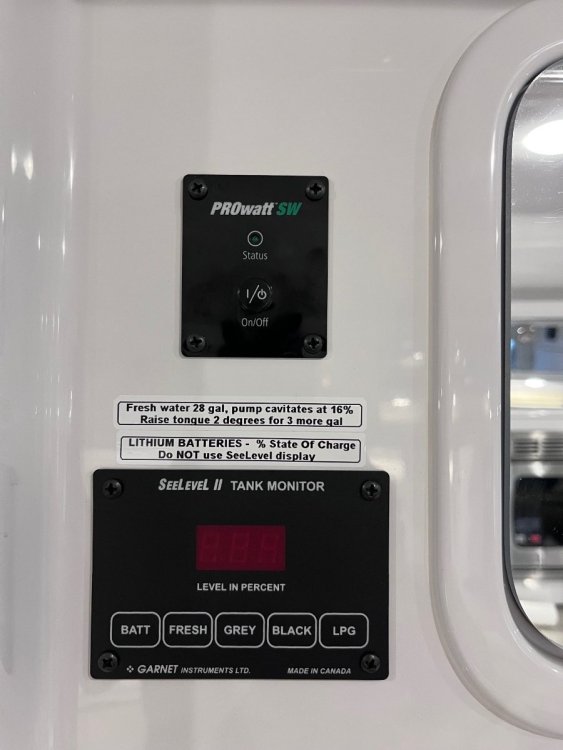 PROwatt™ SW
Status
I/⏻
On/Off
Fresh water 28 gal, pump cavitates at 16%
Raise tongue 2 degrees for 3 more gal
LITHIUM BATTERIES - % State Of Charge
Do NOT use SeeLevel display
SEELEVEL II TANK MONITOR
LEVEL IN PERCENT
BATT FRESH GREY BLACK LPG
GARNET INSTRUMENTS LTD. MADE IN CANADA